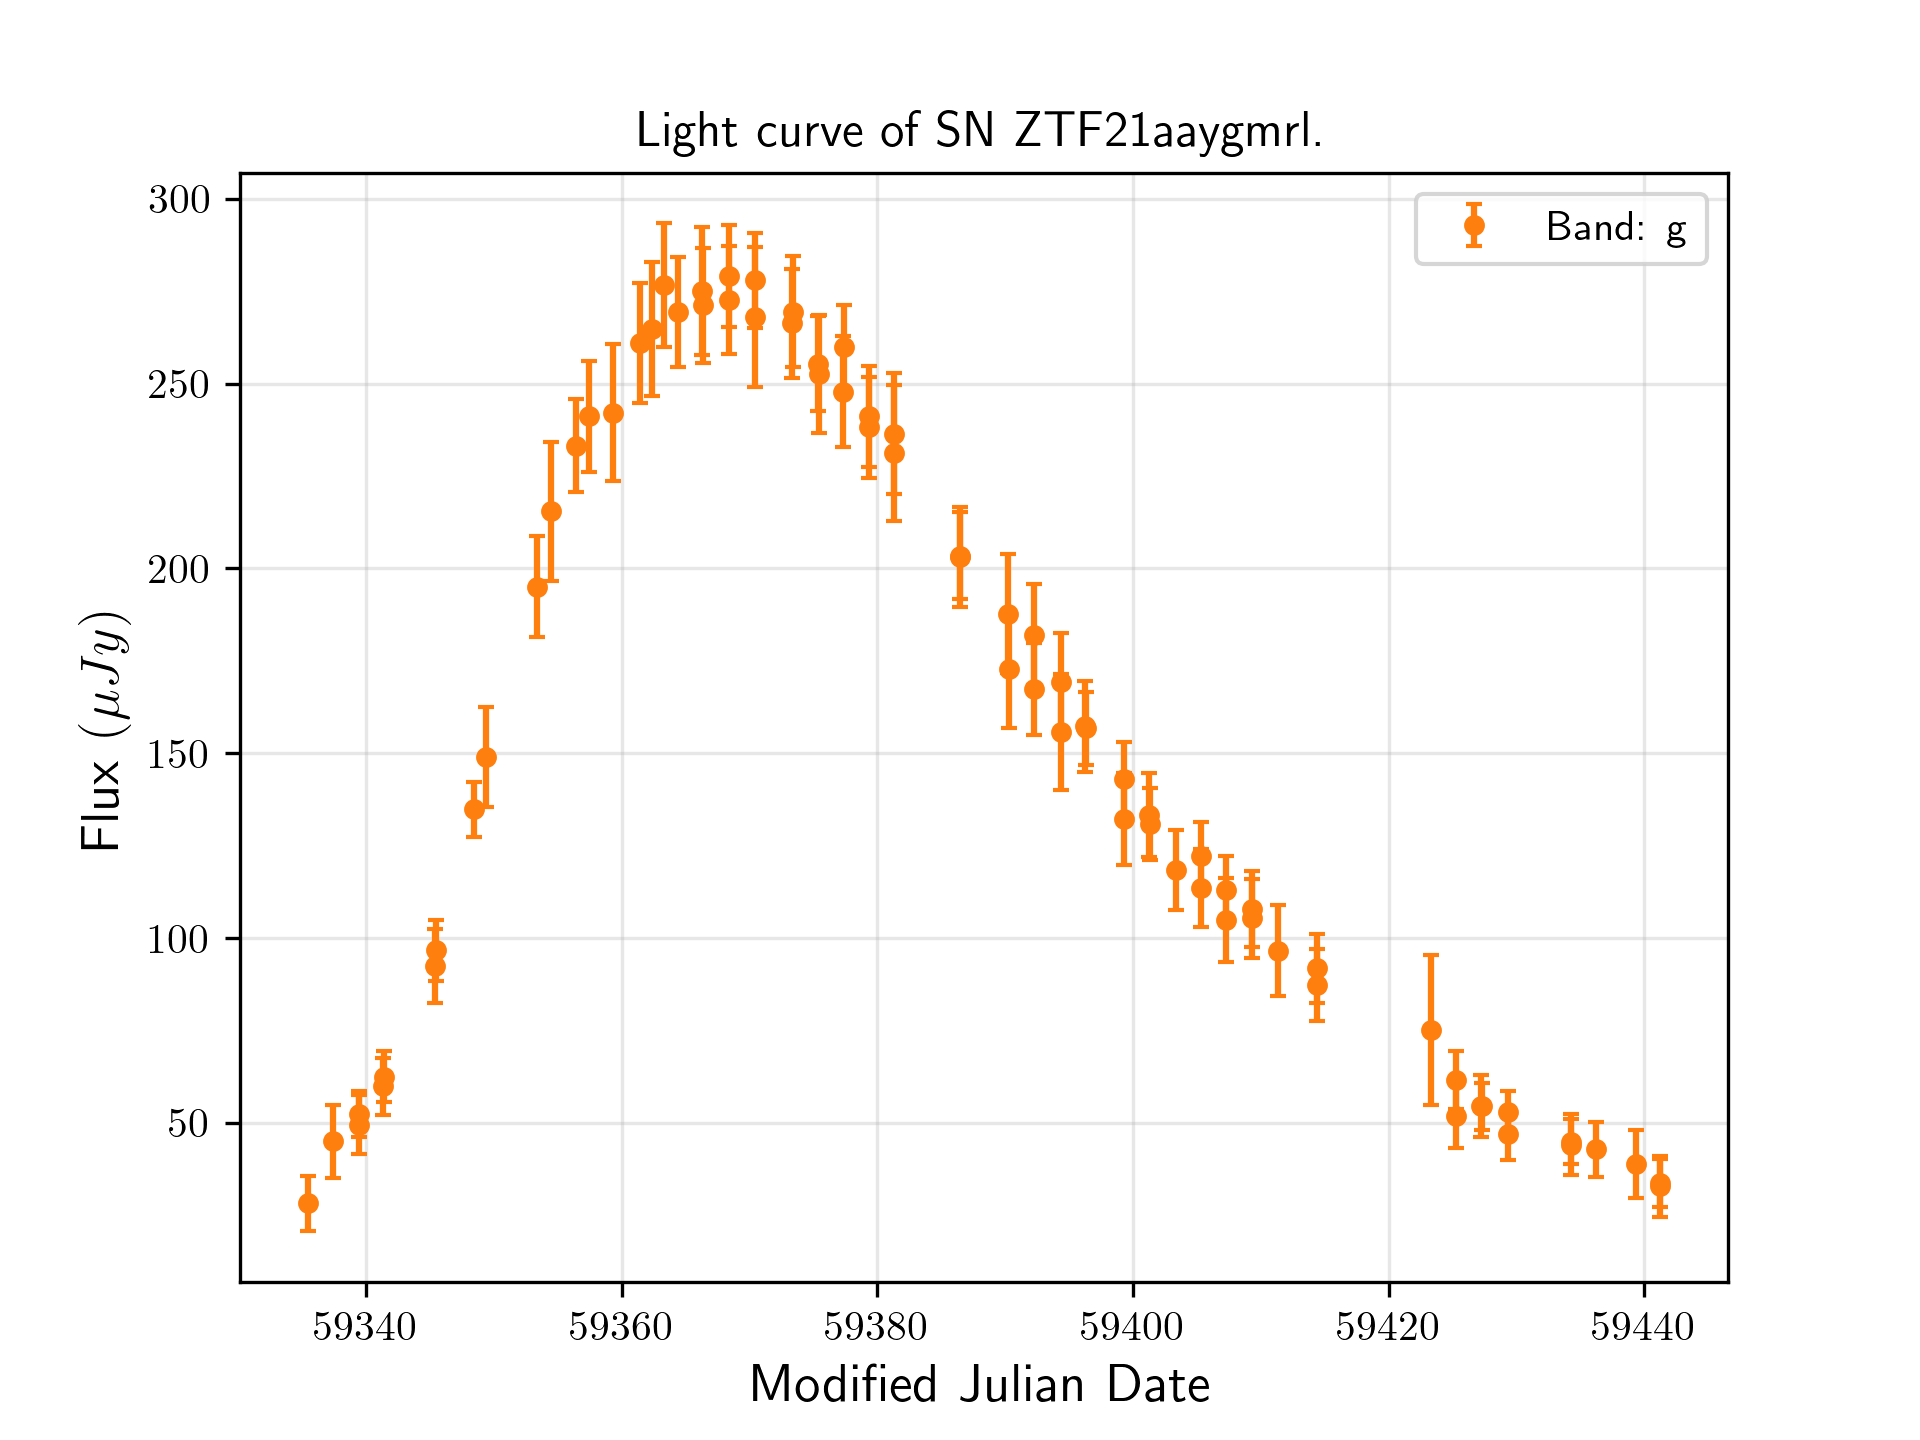 Light curve of SN ZTF21aaygmrl.
Band: g
300
250
200
150
100
50
Flux (μJy)
59340 59360 59380 59400 59420 59440
Modified Julian Date